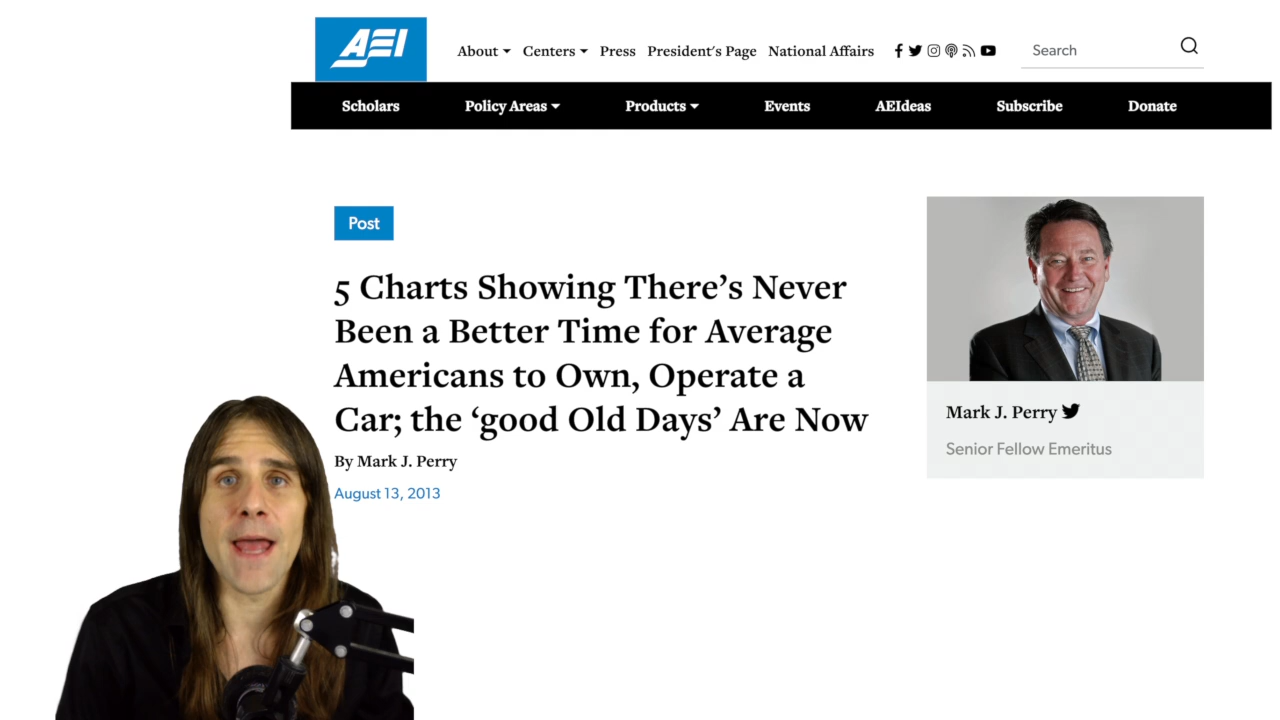 AEI
About Centers Press President's Page National Affairs
Search
Scholars Policy Areas Products Events AEIdeas Subscribe Donate
Post
5 Charts Showing There’s Never
Been a Better Time for Average
Americans to Own, Operate a
Car; the ‘good Old Days’ Are Now
By Mark J. Perry
August 13, 2013
Mark J. Perry
Senior Fellow Emeritus